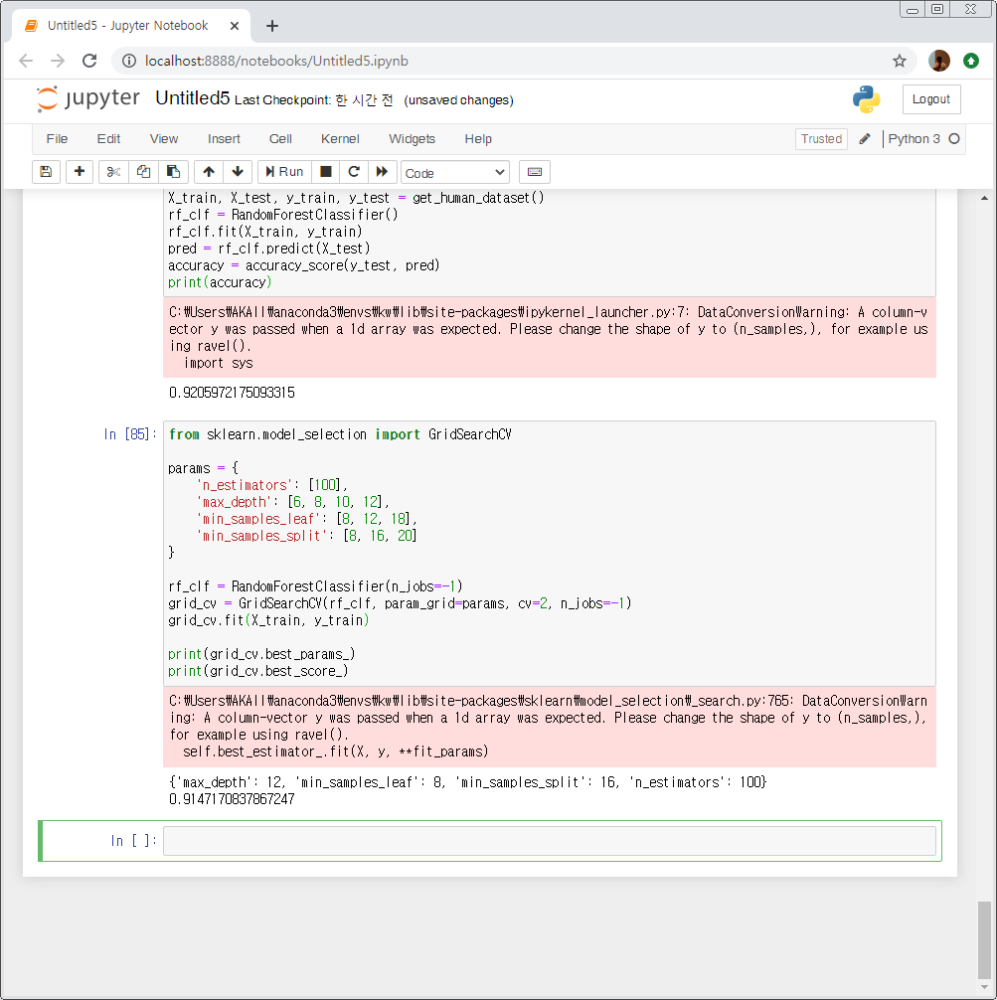 Untitled5 - Jupyter Notebook
localhost:8888/notebooks/Untitled5.ipynb
jupyter Untitled5 Last Checkpoint: 한 시간 전 (unsaved changes)
Logout
File Edit View Insert Cell Kernel Widgets Help
Trusted Python 3
Run Code
X_train, X_test, y_train, y_test = get_human_dataset()
rf_clf = RandomForestClassifier()
rf_clf.fit(X_train, y_train)
pred = rf_clf.predict(X_test)
accuracy = accuracy_score(y_test, pred)
print(accuracy)
C:₩Users₩AKAII₩anaconda3₩envs₩kw₩lib₩site-packages₩ipykernel_launcher.py:7: DataConversionWarning: A column-v
ector y was passed when a 1d array was expected. Please change the shape of y to (n_samples,), for example us
ing ravel().
import sys
0.9205972175093315
In [85]:
from sklearn.model_selection import GridSearchCV
params = {
'n_estimators': [100],
'max_depth': [6, 8, 10, 12],
'min_samples_leaf': [8, 12, 18],
'min_samples_split': [8, 16, 20]
}
rf_clf = RandomForestClassifier(n_jobs=-1)
grid_cv = GridSearchCV(rf_clf, param_grid=params, cv=2, n_jobs=-1)
grid_cv.fit(X_train, y_train)
print(grid_cv.best_params_)
print(grid_cv.best_score_)
C:₩Users₩AKAII₩anaconda3₩envs₩kw₩lib₩site-packages₩sklearn₩model_selection₩_search.py:765: DataConversionWarn
ing: A column-vector y was passed when a 1d array was expected. Please change the shape of y to (n_samples,),
for example using ravel().
self.best_estimator_.fit(X, y, **fit_params)
{'max_depth': 12, 'min_samples_leaf': 8, 'min_samples_split': 16, 'n_estimators': 100}
0.9147170837867247
In [ ]: